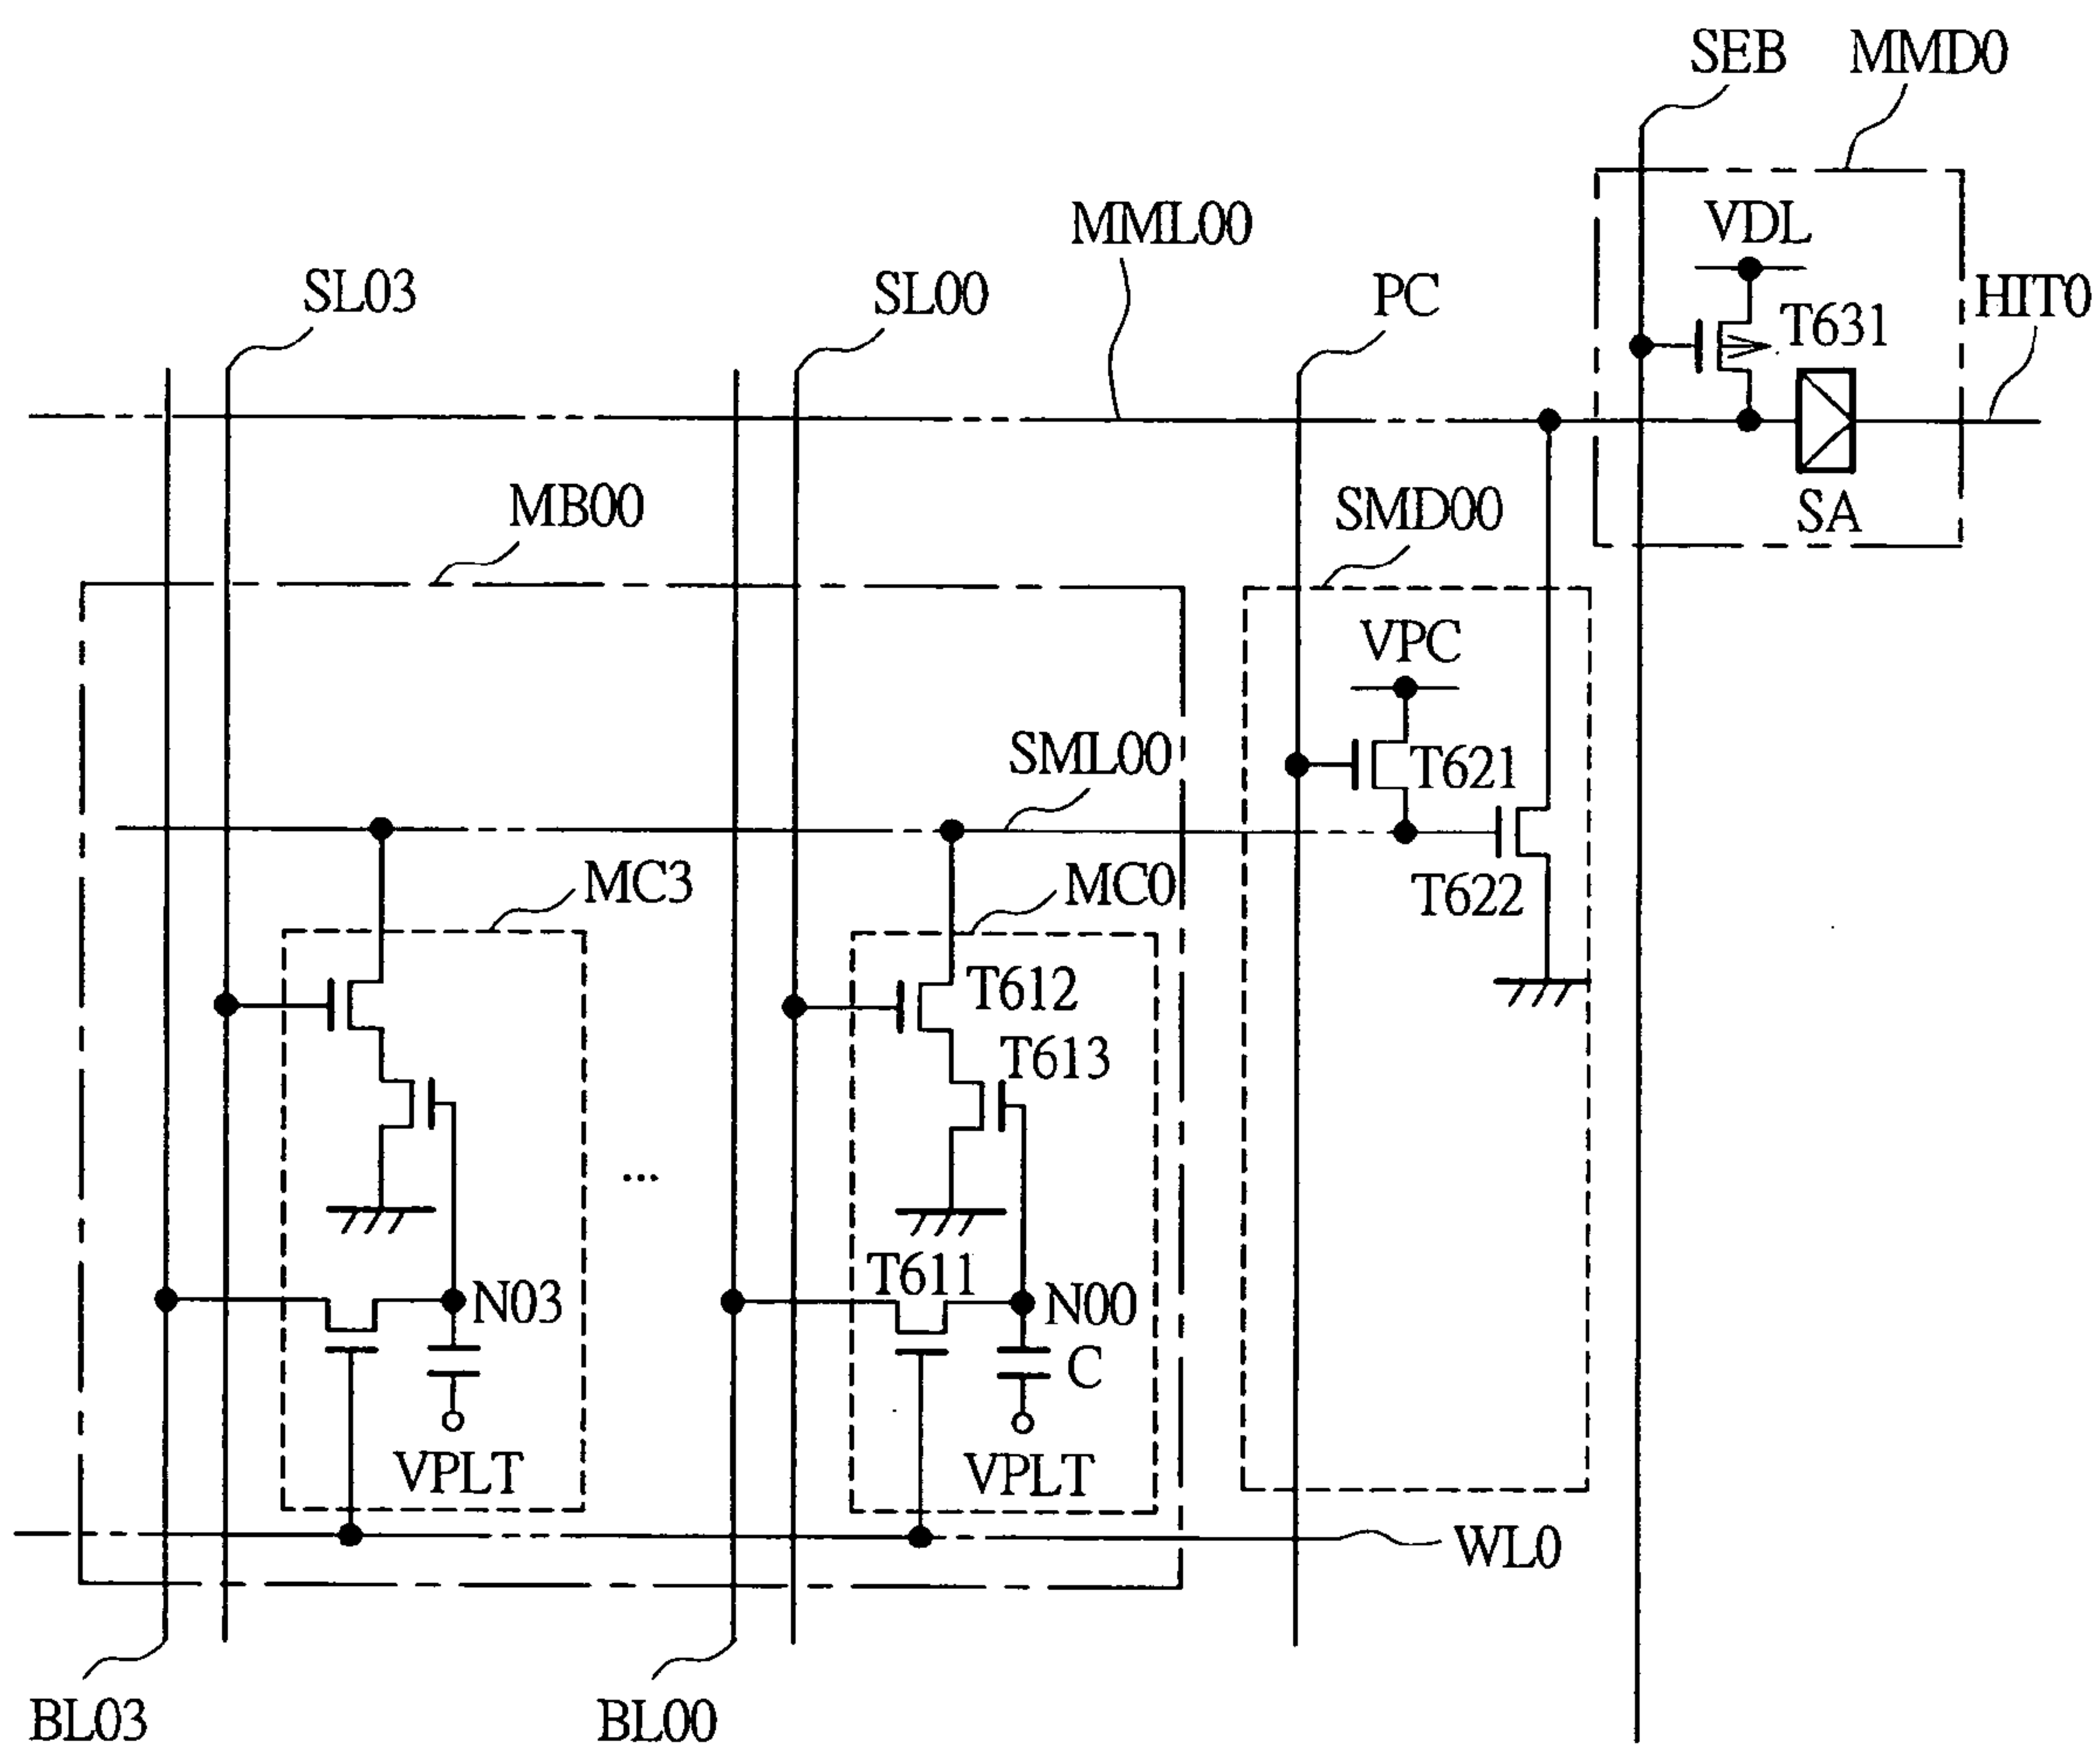 SEB
MMD0
MML00
VDL
SL03
SL00
PC
T631
HIT0
MB00
SMD00
SA
VPC
SML00
T621
MC3
MC0
T622
T612
T613
...
T611
N03
N00
C
VPLT
VPLT
WL0
BL03
BL00